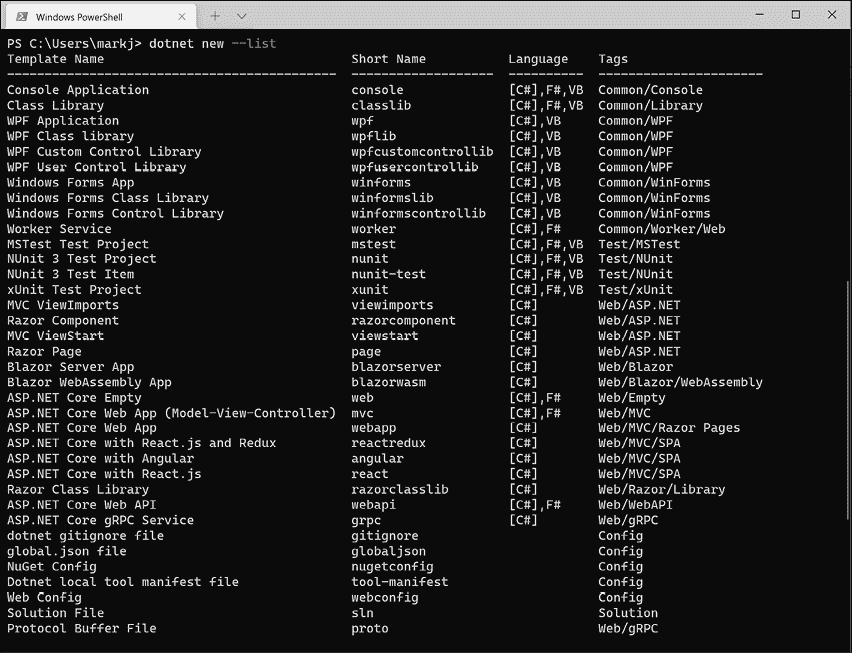 Windows PowerShell
PS C:\Users\markj> dotnet new --list
Template Name Short Name Language Tags
-------------------------------------------- ------------------- ---------- ----------------------
Console Application console [C#],F#,VB Common/Console
Class Library classlib [C#],F#,VB Common/Library
WPF Application wpf [C#],VB Common/WPF
WPF Class library wpflib [C#],VB Common/WPF
WPF Custom Control Library wpfcustomcontrollib [C#],VB Common/WPF
WPF User Control Library wpfusercontrollib [C#],VB Common/WPF
Windows Forms App winforms [C#],VB Common/WinForms
Windows Forms Class Library winformslib [C#],VB Common/WinForms
Windows Forms Control Library winformscontrollib [C#],VB Common/WinForms
Worker Service worker [C#],F# Common/Worker/Web
MSTest Test Project mstest [C#],F#,VB Test/MSTest
NUnit 3 Test Project nunit [C#],F#,VB Test/NUnit
NUnit 3 Test Item nunit-test [C#],F#,VB Test/NUnit
xUnit Test Project xunit [C#],F#,VB Test/xUnit
MVC ViewImports viewimports [C#] Web/ASP.NET
Razor Component razorcomponent [C#] Web/ASP.NET
MVC ViewStart viewstart [C#] Web/ASP.NET
Razor Page page [C#] Web/ASP.NET
Blazor Server App blazorserver [C#] Web/Blazor
Blazor WebAssembly App blazorwasm [C#] Web/Blazor/WebAssembly
ASP.NET Core Empty web [C#],F# Web/Empty
ASP.NET Core Web App (Model-View-Controller) mvc [C#],F# Web/MVC
ASP.NET Core Web App webapp [C#] Web/MVC/Razor Pages
ASP.NET Core with React.js and Redux reactredux [C#] Web/MVC/SPA
ASP.NET Core with Angular angular [C#] Web/MVC/SPA
ASP.NET Core with React.js react [C#] Web/MVC/SPA
Razor Class Library razorclasslib [C#] Web/Razor/Library
ASP.NET Core Web API webapi [C#],F# Web/WebAPI
ASP.NET Core gRPC Service grpc [C#] Web/gRPC
dotnet gitignore file gitignore Config
global.json file globaljson Config
NuGet Config nugetconfig Config
Dotnet local tool manifest file tool-manifest Config
Web Config webconfig Config
Solution File sln Solution
Protocol Buffer File proto Web/gRPC